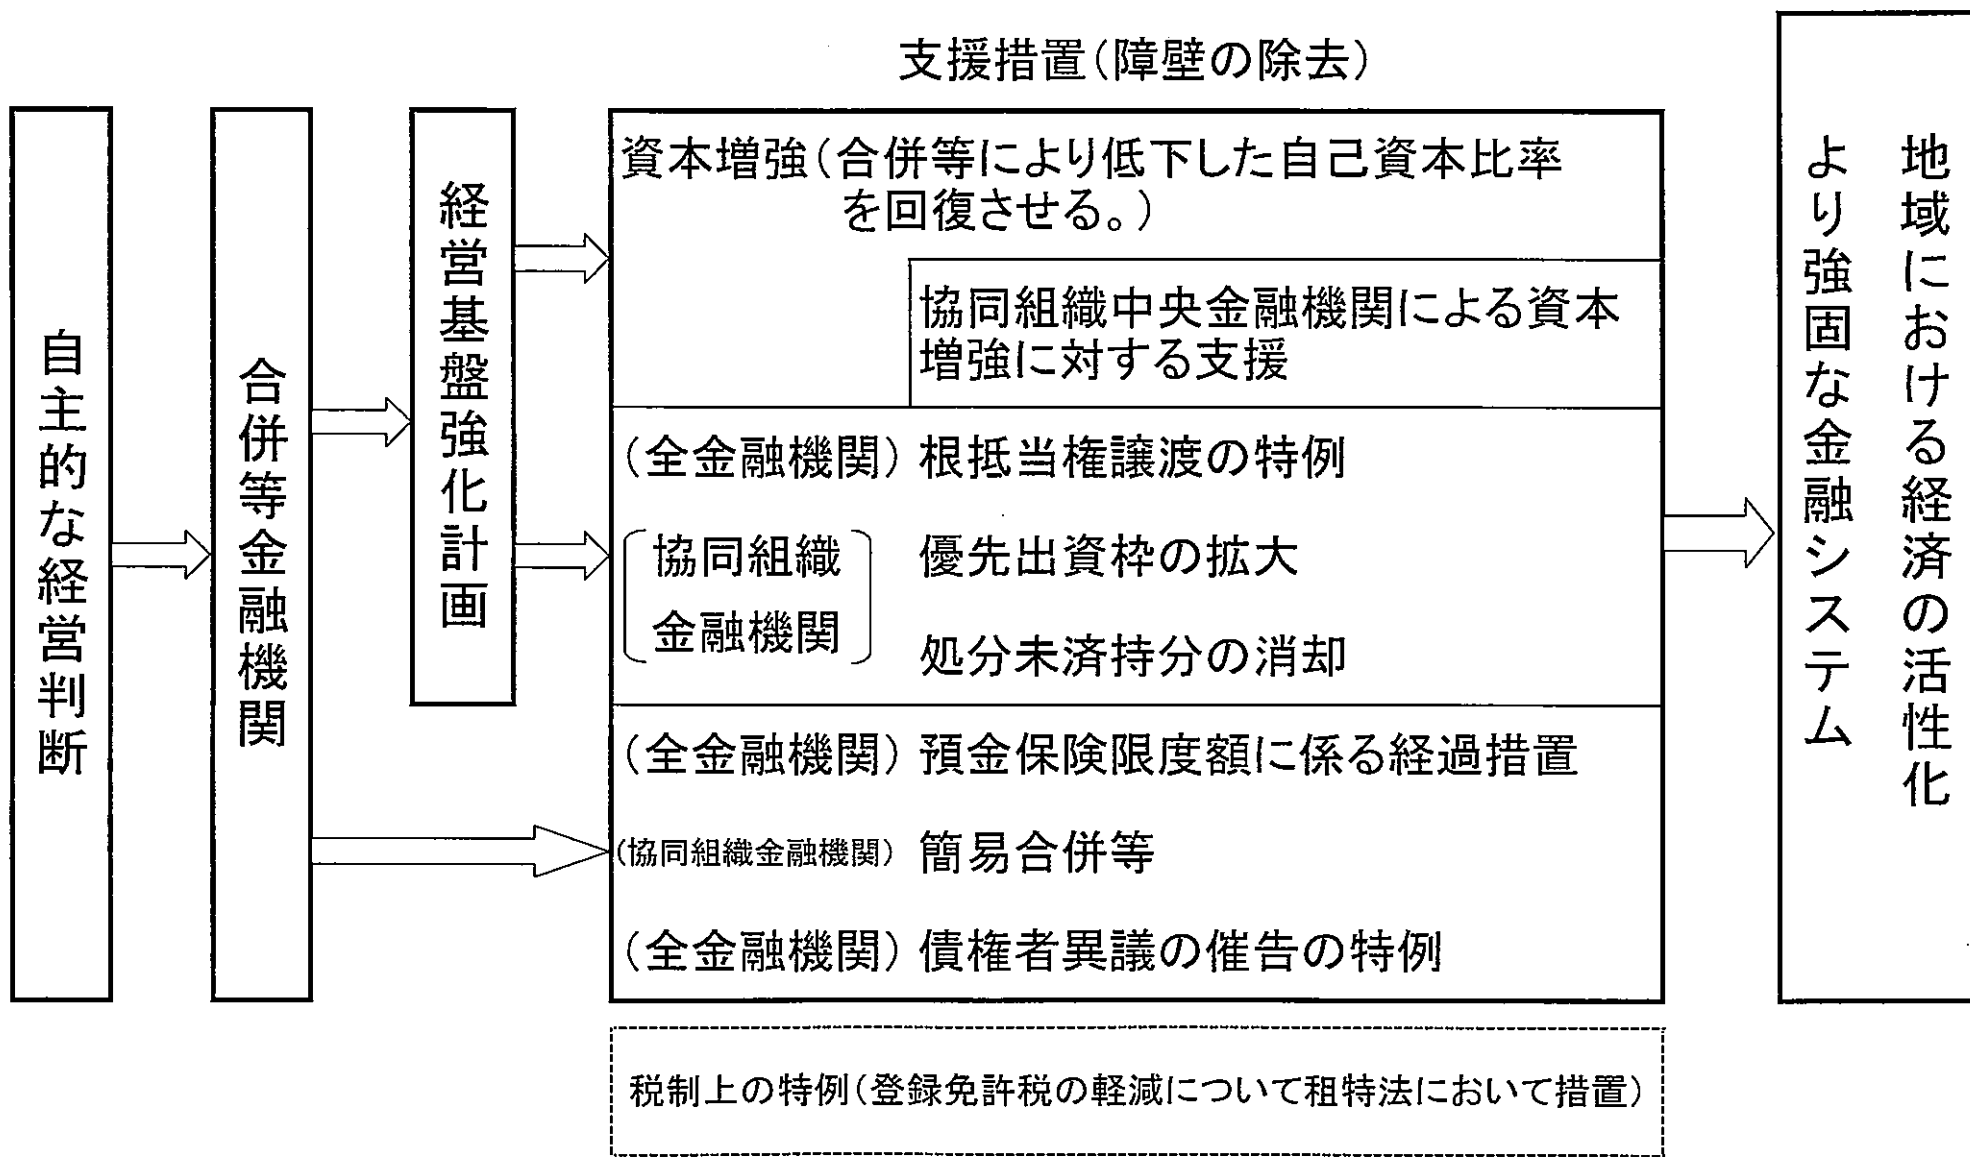 支援措置(障壁の除去)
自主的な経営判断
合併等金融機関
経営基盤強化計画
資本増強(合併等により低下した自己資本比率
を回復させる。)
協同組織中央金融機関による資本
増強に対する支援
(全金融機関) 根抵当権譲渡の特例
協同組織 優先出資枠の拡大
金融機関
処分未済持分の消却
(全金融機関) 預金保険限度額に係る経過措置
(協同組織金融機関) 簡易合併等
(全金融機関) 債権者異議の催告の特例
税制上の特例(登録免許税の軽減について租特法において措置)
地域における経済の活性化
より強固な金融システム